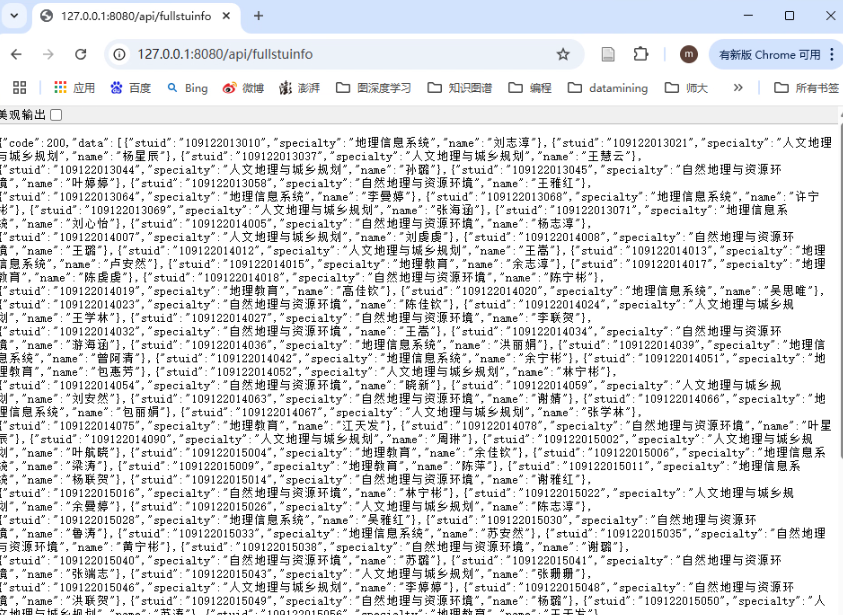 127.0.0.1:8080/api/fullstuinfo
127.0.0.1:8080/api/fullstuinfo
m
有新版 Chrome 可用
应用 百度 Bing 微博 澎湃 图深度学习 知识图谱 编程 datamining 师大 » 所有书签
美观输出
{"code":200,"data":[{"stuid":"109122013010","specialty":"地理信息系统","name":"刘志淳"},{"stuid":"109122013021","specialty":"人文地理
与城乡规划","name":"杨星辰"},{"stuid":"109122013037","specialty":"人文地理与城乡规划","name":"王慧云"},
{"stuid":"109122013044","specialty":"人文地理与城乡规划","name":"孙璐"},{"stuid":"109122013045","specialty":"自然地理与资源环
境","name":"叶婷婷"},{"stuid":"109122013058","specialty":"自然地理与资源环境","name":"王雅红"},
{"stuid":"109122013064","specialty":"地理信息系统","name":"李曼婷"},{"stuid":"109122013068","specialty":"地理信息系统","name":"许宁
彬"},{"stuid":"109122013069","specialty":"人文地理与城乡规划","name":"张海涵"},{"stuid":"109122013071","specialty":"地理信息系
统","name":"刘心怡"},{"stuid":"109122014005","specialty":"自然地理与资源环境","name":"杨志淳"},
{"stuid":"109122014007","specialty":"人文地理与城乡规划","name":"刘虔虔"},{"stuid":"109122014008","specialty":"自然地理与资源环
境","name":"王璐"},{"stuid":"109122014012","specialty":"人文地理与城乡规划","name":"王嵩"},{"stuid":"109122014013","specialty":"地理
信息系统","name":"卢安然"},{"stuid":"109122014015","specialty":"地理教育","name":"余志淳"},{"stuid":"109122014017","specialty":"地理
教育","name":"陈虔虔"},{"stuid":"109122014018","specialty":"自然地理与资源环境","name":"陈宁彬"},
{"stuid":"109122014019","specialty":"地理教育","name":"高佳钦"},{"stuid":"109122014020","specialty":"地理信息系统","name":"吴思唯"},
{"stuid":"109122014023","specialty":"自然地理与资源环境","name":"陈佳钦"},{"stuid":"109122014024","specialty":"人文地理与城乡规
划","name":"王学林"},{"stuid":"109122014027","specialty":"自然地理与资源环境","name":"李联贺"},
{"stuid":"109122014032","specialty":"自然地理与资源环境","name":"王嵩"},{"stuid":"109122014034","specialty":"自然地理与资源环
境","name":"游海涵"},{"stuid":"109122014036","specialty":"地理信息系统","name":"洪丽娟"},{"stuid":"109122014039","specialty":"地理信
息系统","name":"曾阿清"},{"stuid":"109122014042","specialty":"地理信息系统","name":"余宁彬"},{"stuid":"109122014051","specialty":"地
理教育","name":"包惠芳"},{"stuid":"109122014052","specialty":"人文地理与城乡规划","name":"林宁彬"},
{"stuid":"109122014054","specialty":"自然地理与资源环境","name":"晓新"},{"stuid":"109122014059","specialty":"人文地理与城乡规
划","name":"刘安然"},{"stuid":"109122014063","specialty":"自然地理与资源环境","name":"谢婧"},{"stuid":"109122014066","specialty":"地
理信息系统","name":"包丽娟"},{"stuid":"109122014067","specialty":"人文地理与城乡规划","name":"张学林"},
{"stuid":"109122014075","specialty":"地理教育","name":"江天发"},{"stuid":"109122014078","specialty":"自然地理与资源环境","name":"叶星
辰"},{"stuid":"109122014090","specialty":"人文地理与城乡规划","name":"周琳"},{"stuid":"109122015002","specialty":"人文地理与城乡规
划","name":"叶航晓"},{"stuid":"109122015004","specialty":"地理教育","name":"余佳钦"},{"stuid":"109122015006","specialty":"地理信息系
统","name":"梁涛"},{"stuid":"109122015009","specialty":"地理教育","name":"陈萍"},{"stuid":"109122015011","specialty":"地理信息系
统","name":"杨联贺"},{"stuid":"109122015014","specialty":"自然地理与资源环境","name":"谢雅红"},
{"stuid":"109122015016","specialty":"自然地理与资源环境","name":"林宁彬"},{"stuid":"109122015022","specialty":"人文地理与城乡规
划","name":"余曼婷"},{"stuid":"109122015026","specialty":"人文地理与城乡规划","name":"陈志淳"},
{"stuid":"109122015028","specialty":"地理信息系统","name":"吴雅红"},{"stuid":"109122015030","specialty":"自然地理与资源环
境","name":"鲁涛"},{"stuid":"109122015033","specialty":"地理信息系统","name":"苏安然"},{"stuid":"109122015035","specialty":"自然地理
与资源环境","name":"黄宁彬"},{"stuid":"109122015038","specialty":"自然地理与资源环境","name":"谢璐"},
{"stuid":"109122015040","specialty":"自然地理与资源环境","name":"苏璐"},{"stuid":"109122015041","specialty":"自然地理与资源环
境","name":"张端志"},{"stuid":"109122015043","specialty":"人文地理与城乡规划","name":"张珊珊"},
{"stuid":"109122015046","specialty":"人文地理与城乡规划","name":"李婷婷"},{"stuid":"109122015048","specialty":"自然地理与资源环
境","name":"洪联贺"},{"stuid":"109122015049","specialty":"自然地理与资源环境","name":"杨璐"},{"stuid":"109122015050","specialty":"人